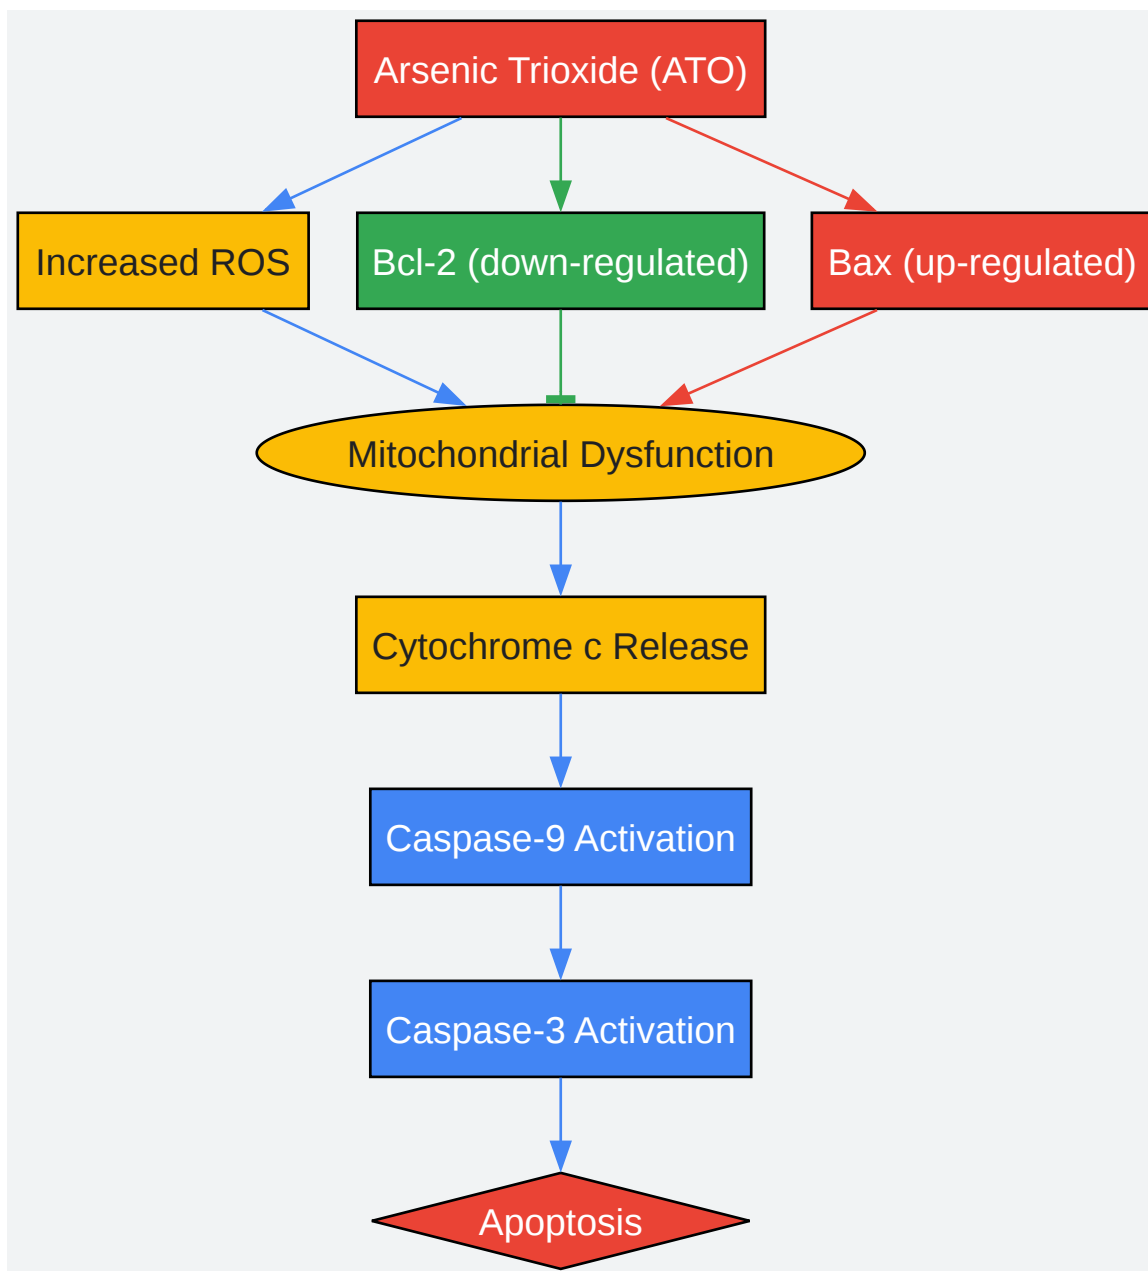 Arsenic Trioxide (ATO)
Increased ROS
Bcl-2 (down-regulated)
Bax (up-regulated)
Mitochondrial Dysfunction
Cytochrome c Release
Caspase-9 Activation
Caspase-3 Activation
Apoptosis